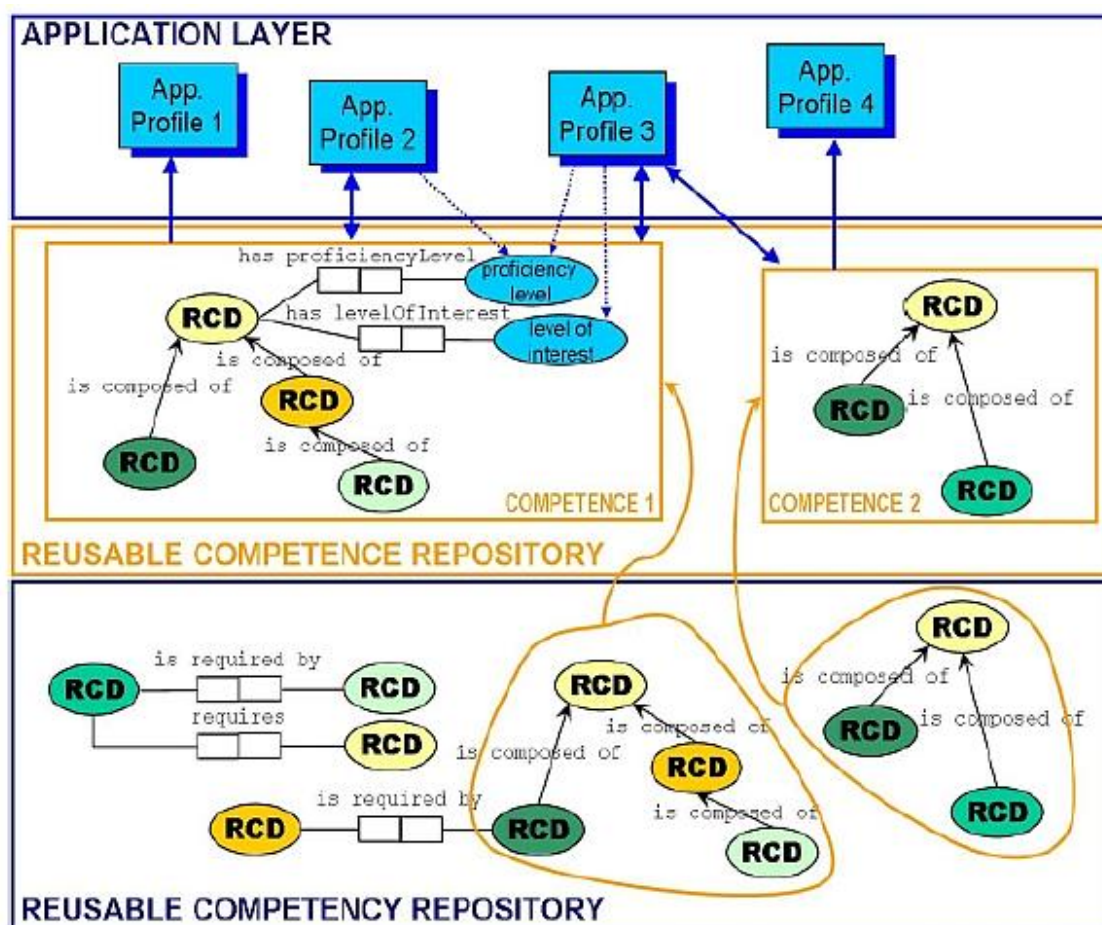 APPLICATION LAYER
App.
Profile 1
App.
Profile 2
App.
Profile 3
App.
Profile 4
has proficiencyLevel
proficiency
level
RCD
has levelOfInterest
level of
interest
is composed of
is composed of
RCD
RCD
is composed of
RCD
COMPETENCE 1
RCD
is composed of
RCD
is composed of
RCD
COMPETENCE 2
REUSABLE COMPETENCE REPOSITORY
is required by
RCD
RCD
requires
RCD
is required by
RCD
RCD
RCD
is composed of
is composed of
RCD
is composed of
RCD
RCD
is composed of
RCD
is composed of
RCD
REUSABLE COMPETENCY REPOSITORY